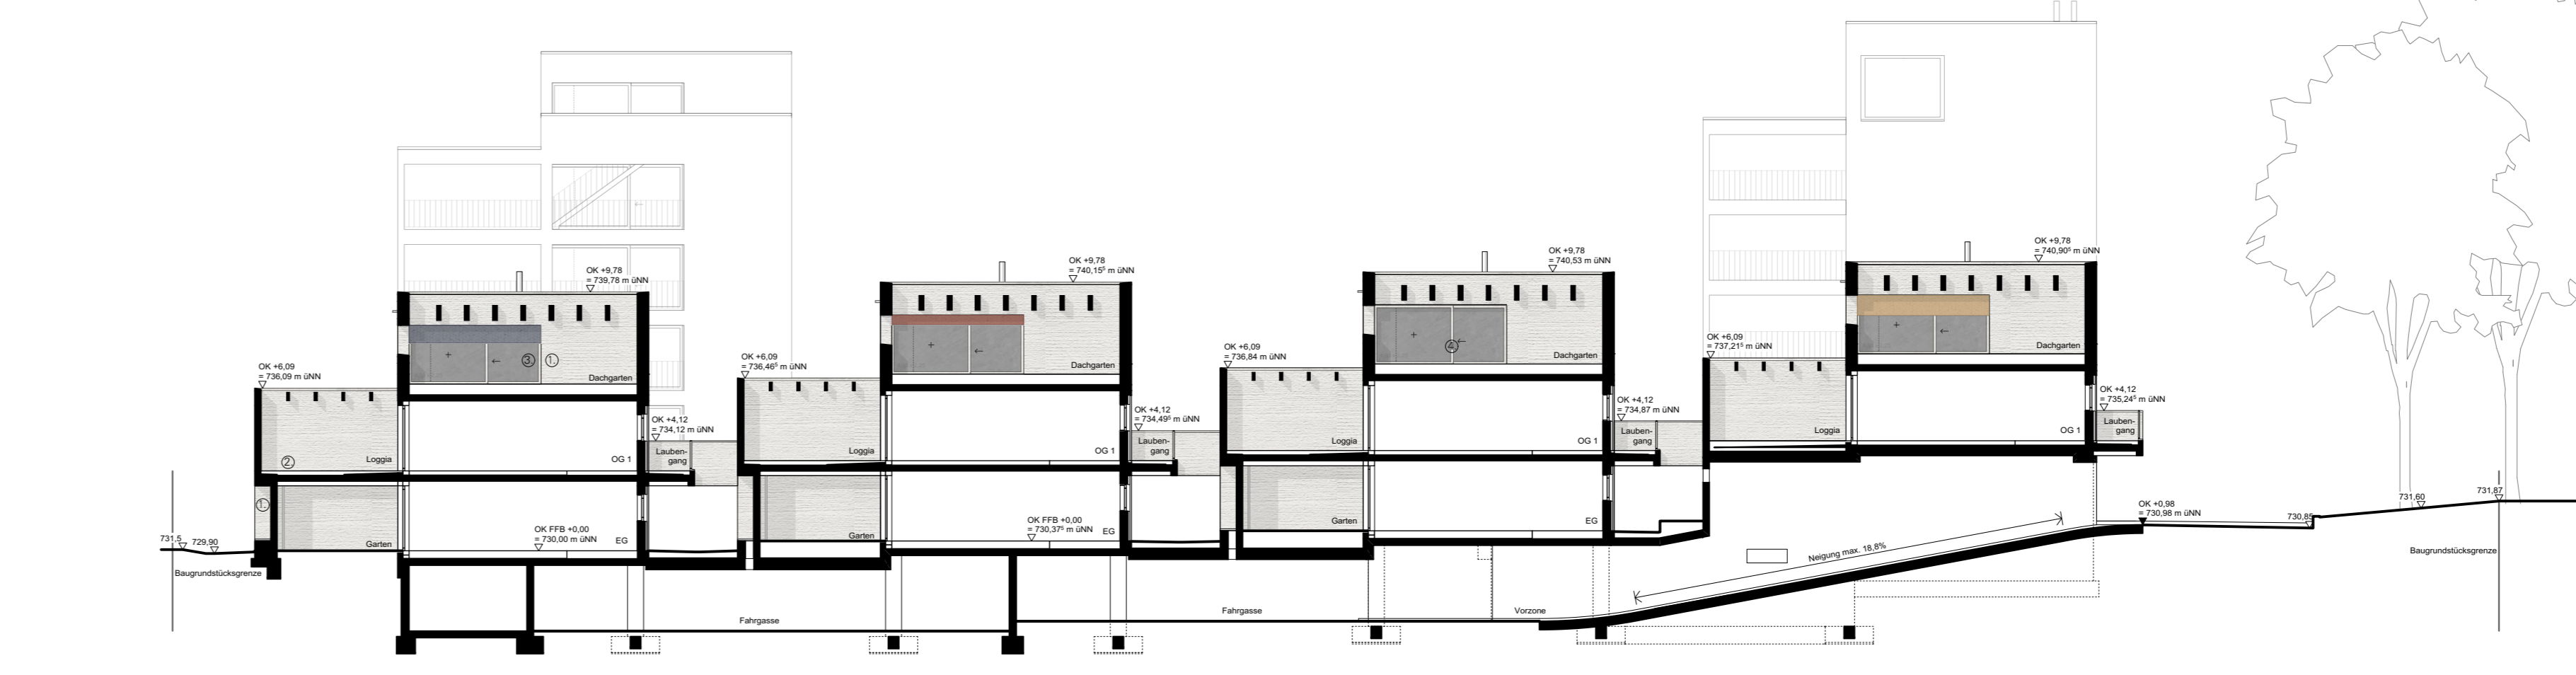 OK +9,78
= 739,78 m üNN
OK +9,78
= 740,15⁵ m üNN
OK +9,78
= 740,53 m üNN
OK +9,78
= 740,90⁵ m üNN
OK +6,09
= 736,09 m üNN
OK +6,09
= 736,46⁵ m üNN
OK +6,09
= 736,84 m üNN
OK +6,09
= 737,21⁵ m üNN
3.
1.
4.
Dachgarten
Dachgarten
Dachgarten
Dachgarten
OK +4,12
= 734,12 m üNN
OK +4,12
= 734,49⁵ m üNN
OK +4,12
= 734,87 m üNN
OK +4,12
= 735,24⁵ m üNN
2.
Loggia
OG 1
Lauben-
gang
Loggia
OG 1
Lauben-
gang
Loggia
OG 1
Lauben-
gang
Loggia
OG 1
Lauben-
gang
1.
731,5
729,90
Baugrundstücksgrenze
Garten
OK FFB +0,00
= 730,00 m üNN
EG
Garten
OK FFB +0,00
= 730,37⁵ m üNN
EG
Garten
EG
OK +0,98
= 730,98 m üNN
730,85
731,60
731,87
Baugrundstücksgrenze
Neigung max. 18,8%
Fahrgasse
Fahrgasse
Vorzone